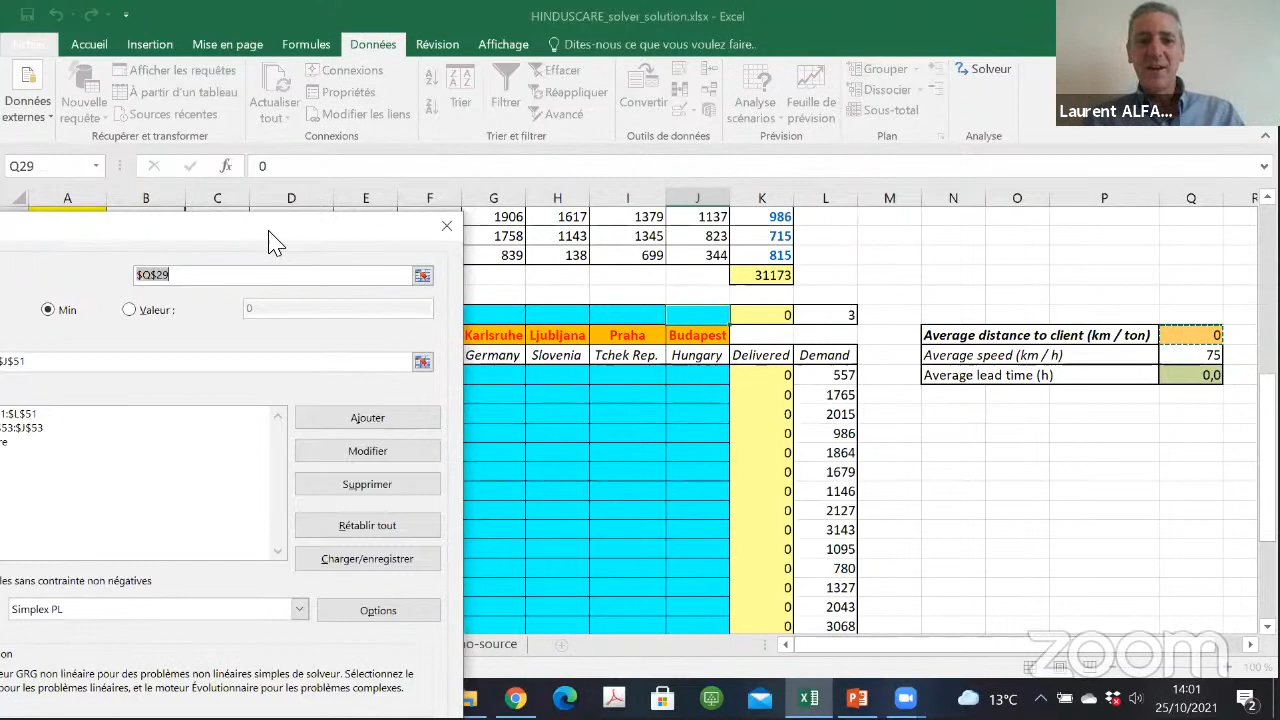 HINDUSCARE_solver_solution.xlsx - Excel
Fichier Accueil Insertion Mise en page Formules Données Révision Affichage Dites-nous ce que vous voulez faire..
Données externes
Nouvelle requête
Afficher les requêtes
À partir d'un tableau
Sources récentes
Récupérer et transformer
Actualiser tout
Connexions
Propriétés
Modifier les liens
Connexions
Trier
Filtrer
Effacer
Réappliquer
Avancé
Trier et filtrer
Convertir
Outils de données
Analyse scénarios
Feuille de prévision
Prévision
Grouper
Dissocier
Sous-total
Plan
Solveur
Analyse
Laurent ALFA...
Q29 fx 0
A B C D E F G H I J K L M N O P Q R
1906 1617 1379 1137 986
1758 1143 1345 823 715
839 138 699 344 815
31173
0 3
Karlsruhe Ljubljana Praha Budapest
Germany Slovenia Tchek Rep. Hungary Delivered Demand
0 557
0 1765
0 2015
0 986
0 1864
0 1679
0 1146
0 2127
0 3143
0 1095
0 780
0 1327
0 2043
0 3068
Average distance to client (km / ton) 0
Average speed (km / h) 75
Average lead time (h) 0,0
$Q$29
Min Valeur : 0
$J$51
1:$L$51
53:$J$53
re
Ajouter
Modifier
Supprimer
Rétablir tout
Charger/enregistrer
les sans contrainte non négatives
Simplex PL
Options
on
eur GRG non linéaire pour des problèmes non linéaires simples de solveur. Sélectionnez le
pour les problèmes linéaires, et le moteur Évolutionnaire pour les problèmes complexes.
no-source
100 %
zoom
13°C
14:01
25/10/2021
2